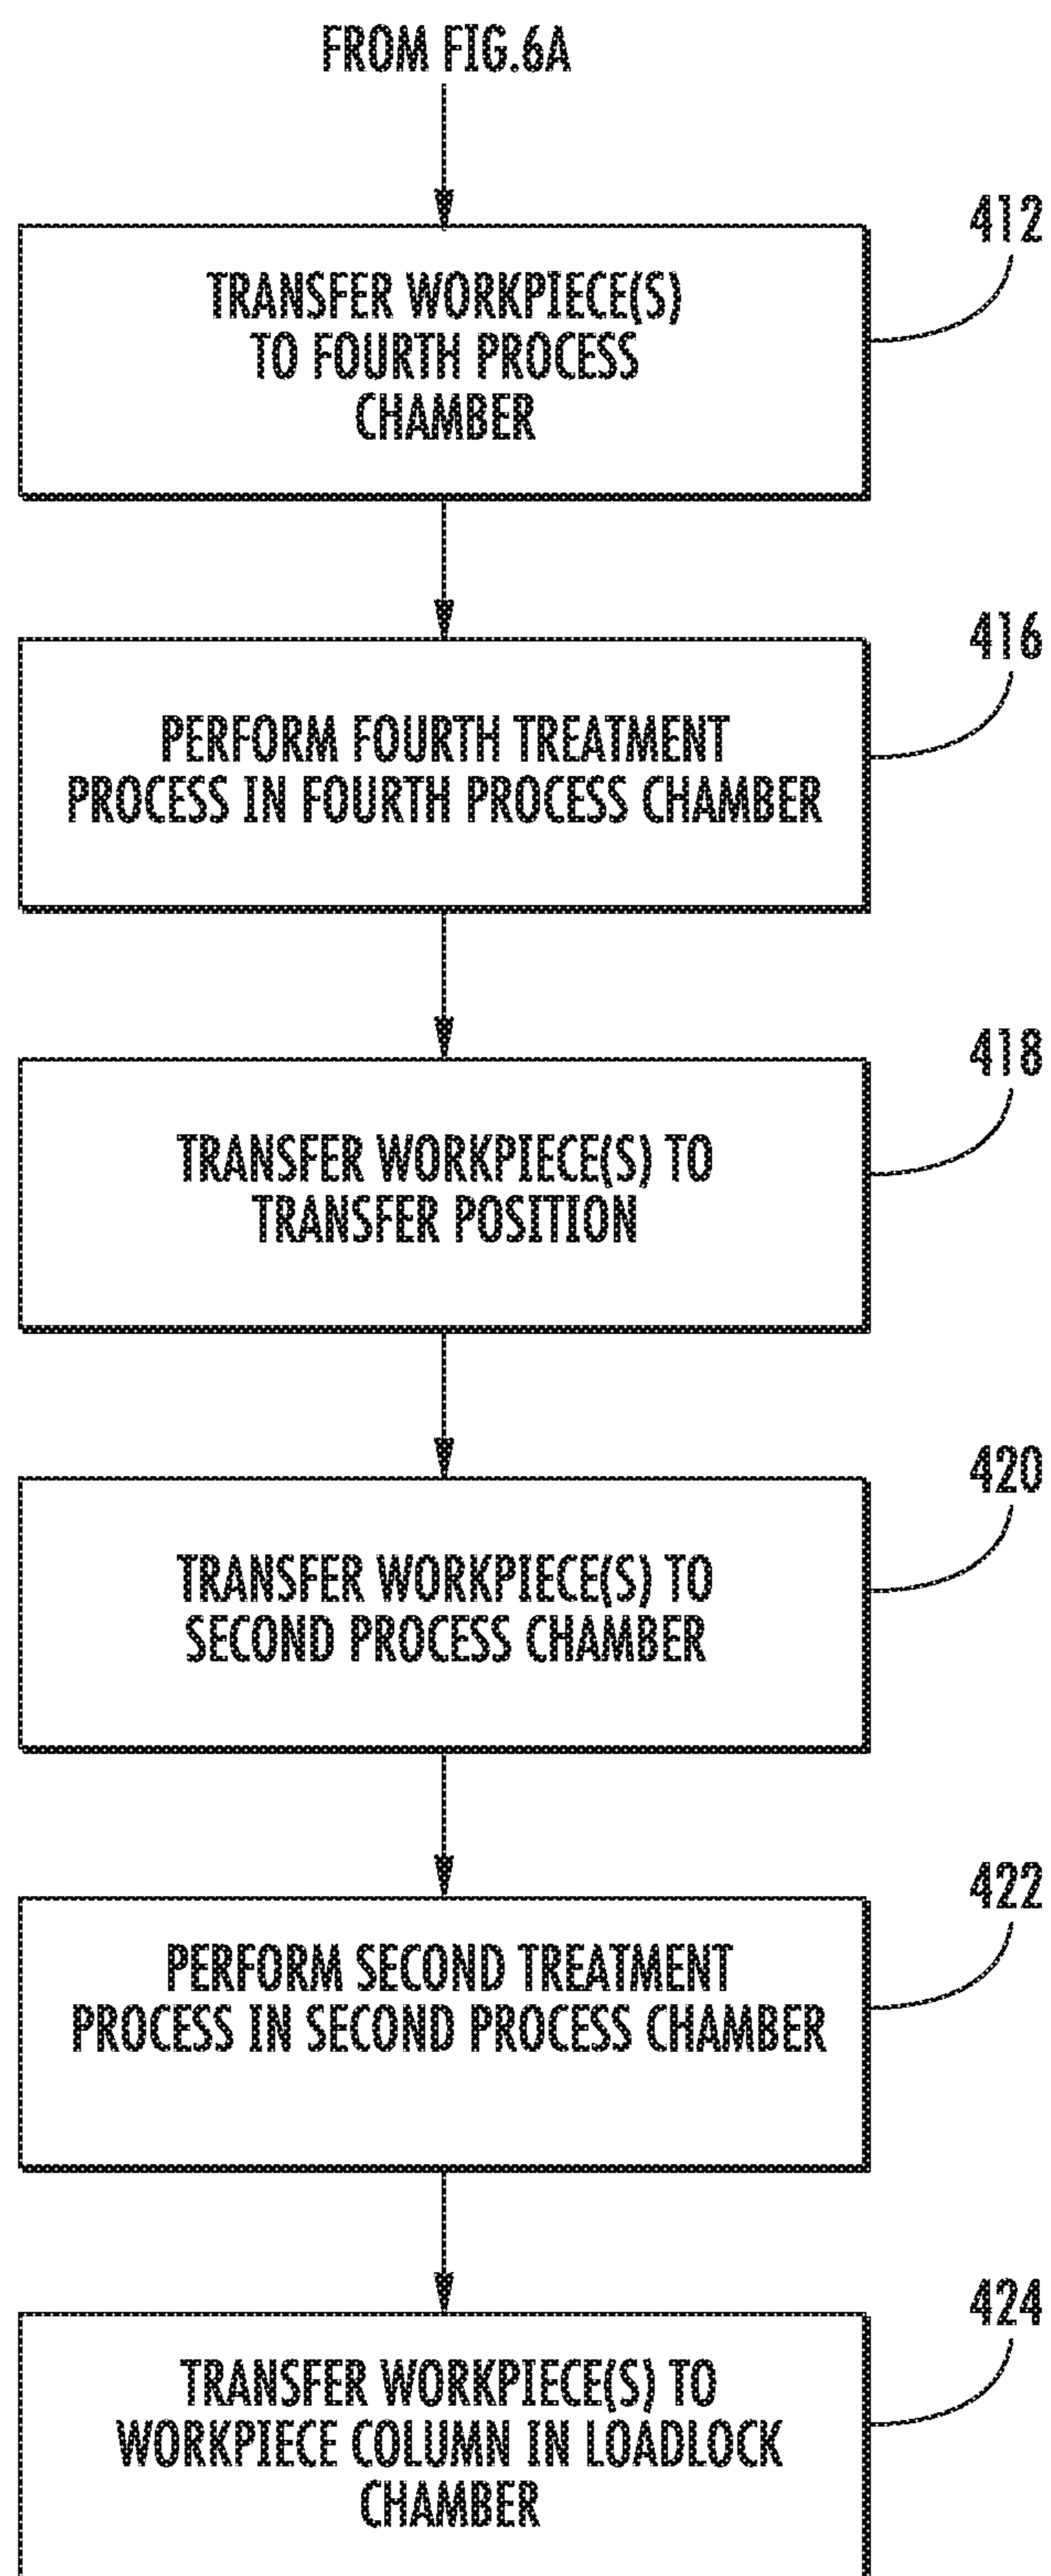 FROM FIG.6A
412
TRANSFER WORKPIECE(S)
TO FOURTH PROCESS
CHAMBER
416
PERFORM FOURTH TREATMENT
PROCESS IN FOURTH PROCESS CHAMBER
418
TRANSFER WORKPIECE(S) TO
TRANSFER POSITION
420
TRANSFER WORKPIECE(S) TO
SECOND PROCESS CHAMBER
422
PERFORM SECOND TREATMENT
PROCESS IN SECOND PROCESS CHAMBER
424
TRANSFER WORKPIECE(S) TO
WORKPIECE COLUMN IN LOADLOCK
CHAMBER